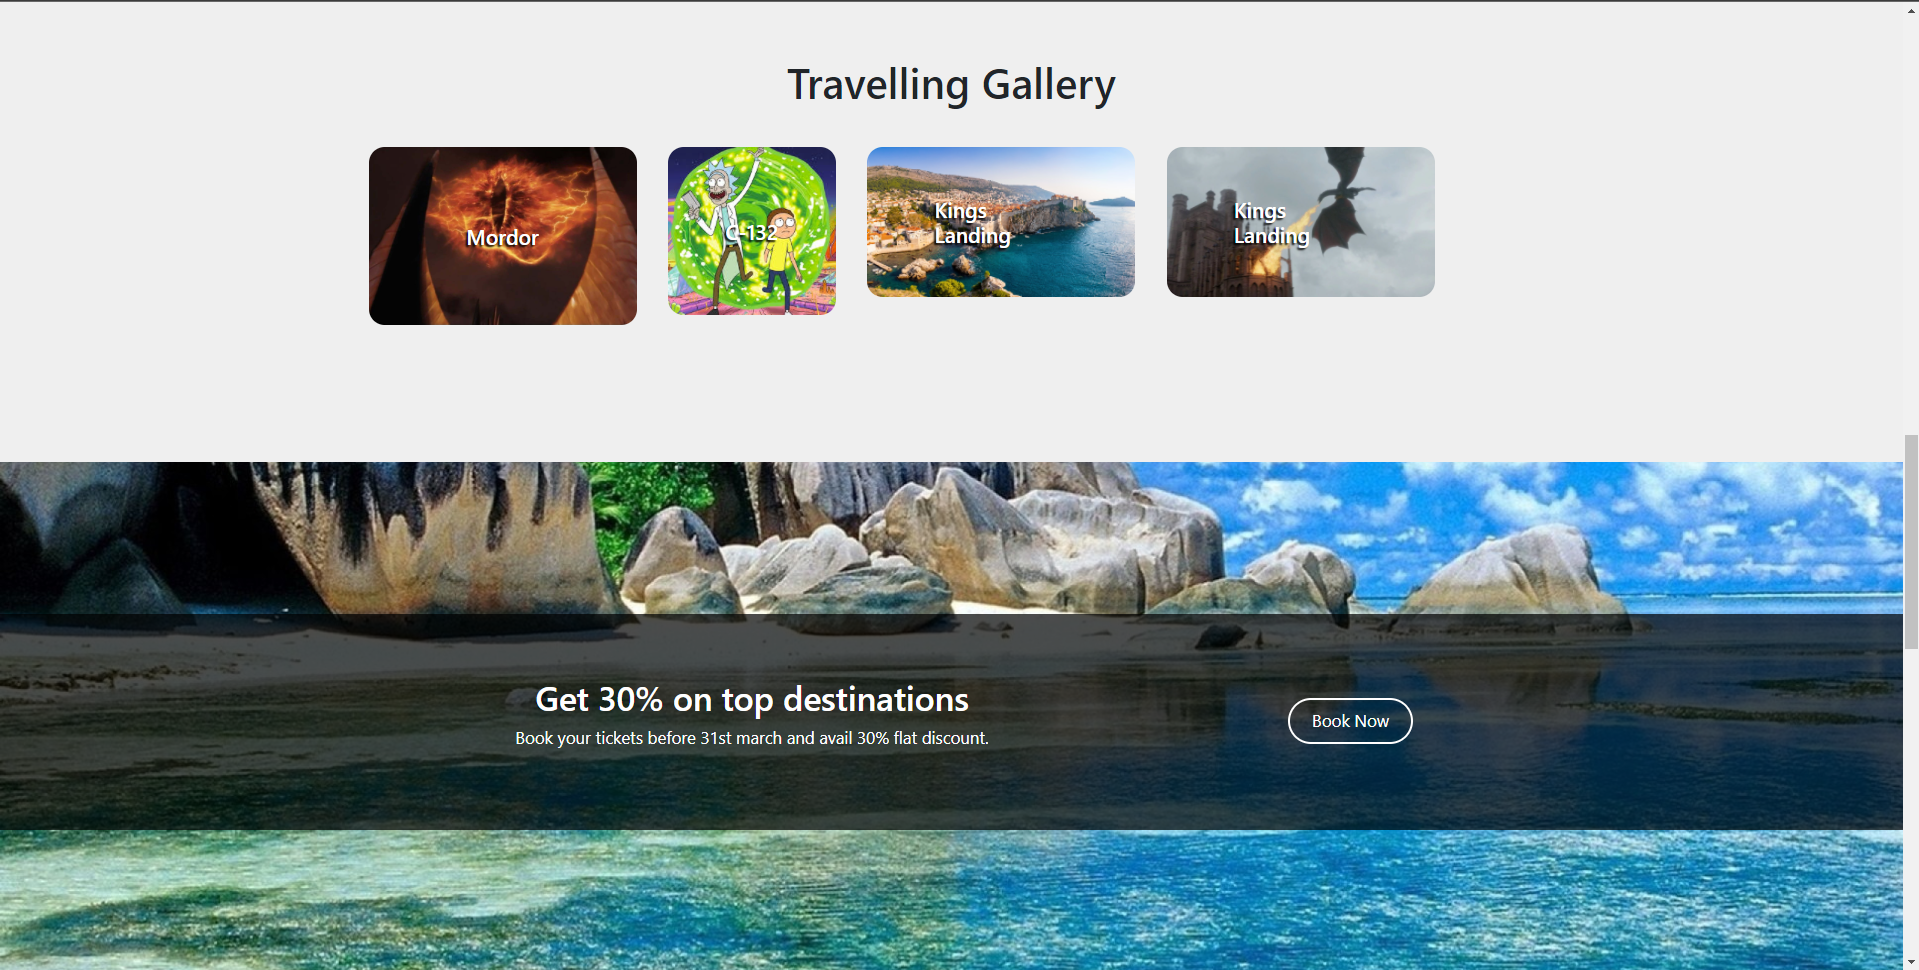 Travelling Gallery
Mordor
C-132
Kings
Landing
Kings
Landing
Get 30% on top destinations
Book your tickets before 31st march and avail 30% flat discount.
Book Now